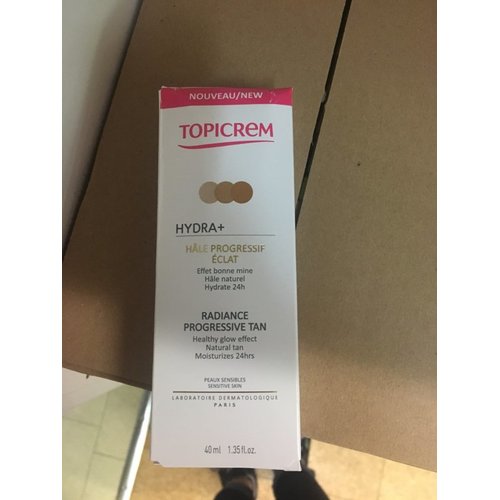 NOUVEAU/NEW
TOPICREM
HYDRA+
HÂLE PROGRESSIF
ÉCLAT
Effet bonne mine
Hâle naturel
Hydrate 24h
RADIANCE
PROGRESSIVE TAN
Healthy glow effect
Natural tan
Moisturizes 24hrs
PEAUX SENSIBLES
SENSITIVE SKIN
LABORATOIRE DERMATOLOGIQUE
PARIS
40 ml 1.35 fl.oz.